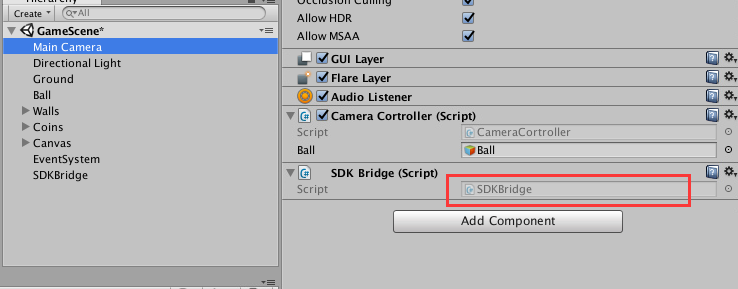 Hierarchy
Create
All
GameScene*
Main Camera
Directional Light
Ground
Ball
Walls
Coins
Canvas
EventSystem
SDKBridge
Occlusion Culling
Allow HDR
Allow MSAA
GUI Layer
Flare Layer
Audio Listener
Camera Cortroller (Script)
Script CameraCortroller
Ball Ball
SDK Bridge (Script)
Script SDKBridge
Add Component